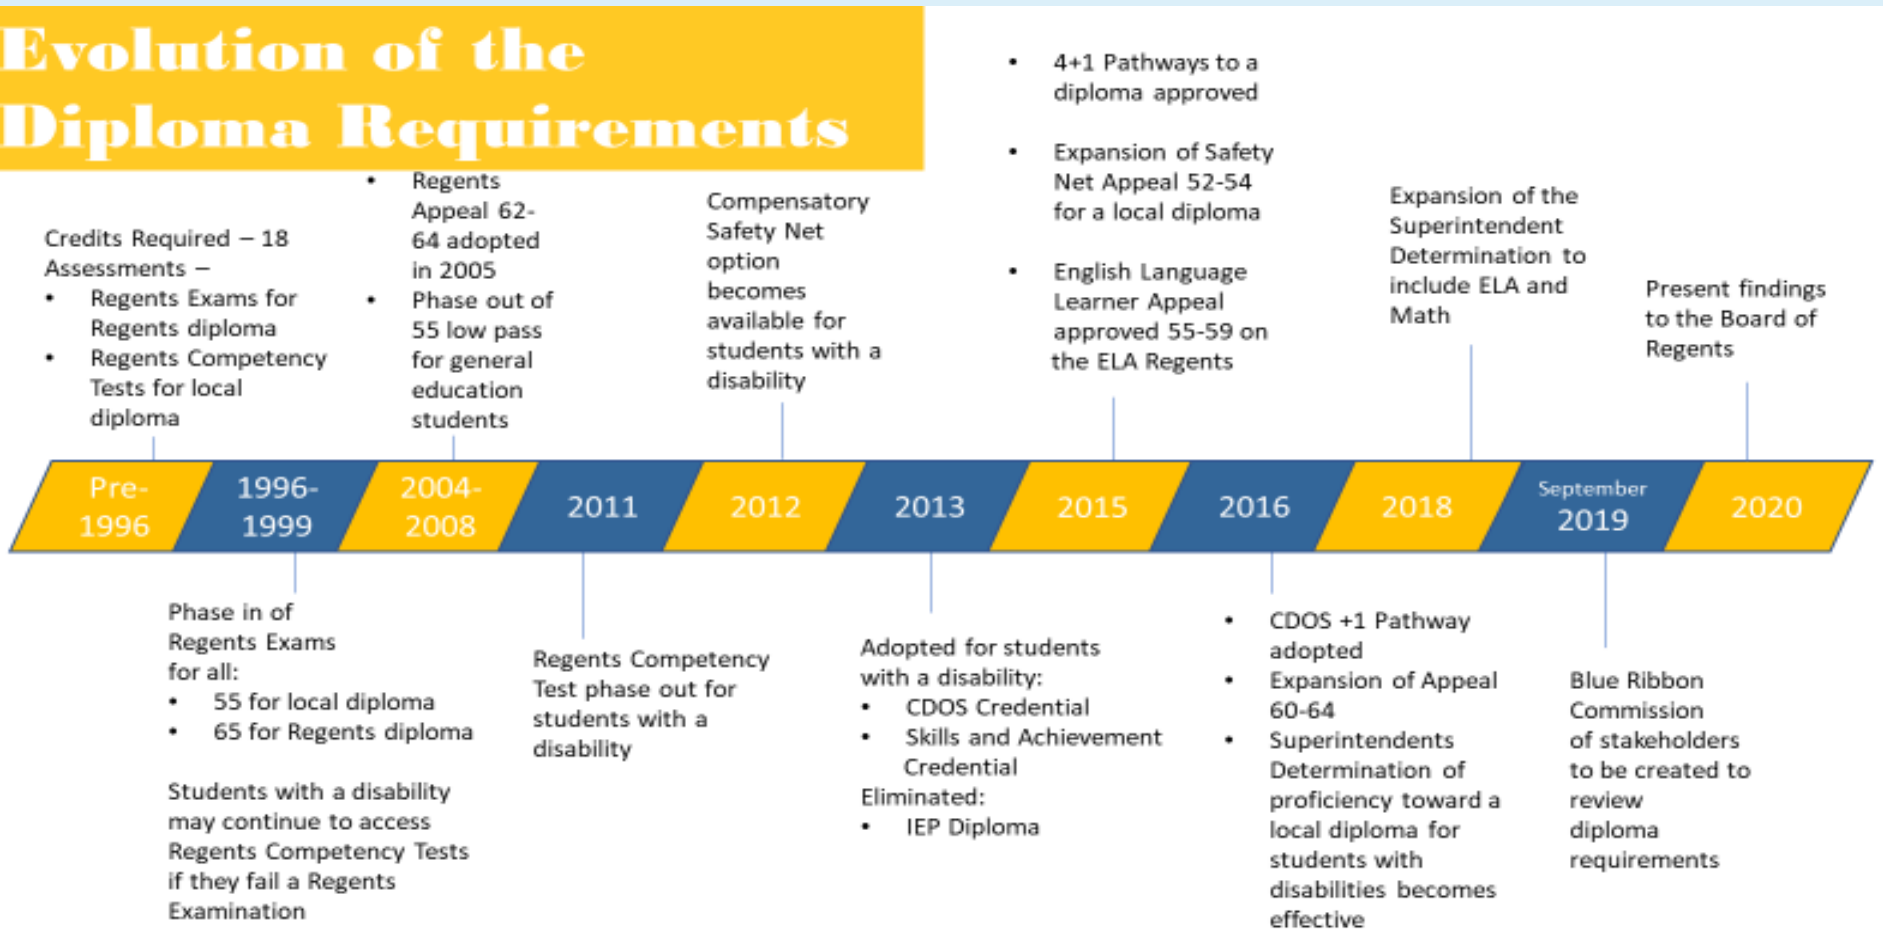 Evolution of the
Diploma Requirements
Credits Required – 18
Assessments –
• Regents Exams for
Regents diploma
• Regents Competency
Tests for local
diploma
• Regents
Appeal 62-
64 adopted
in 2005
• Phase out of
55 low pass
for general
education
students
Compensatory
Safety Net
option
becomes
available for
students with a
disability
• 4+1 Pathways to a
diploma approved
• Expansion of Safety
Net Appeal 52-54
for a local diploma
• English Language
Learner Appeal
approved 55-59 on
the ELA Regents
Expansion of the
Superintendent
Determination to
include ELA and
Math
Present findings
to the Board of
Regents
Pre-
1996
1996-
1999
2004-
2008
2011
2012
2013
2015
2016
2018
September
2019
2020
Phase in of
Regents Exams
for all:
• 55 for local diploma
• 65 for Regents diploma
Students with a disability
may continue to access
Regents Competency Tests
if they fail a Regents
Examination
Regents Competency
Test phase out for
students with a
disability
Adopted for students
with a disability:
• CDOS Credential
• Skills and Achievement
Credential
Eliminated:
• IEP Diploma
• CDOS +1 Pathway
adopted
• Expansion of Appeal
60-64
• Superintendents
Determination of
proficiency toward a
local diploma for
students with
disabilities becomes
effective
Blue Ribbon
Commission
of stakeholders
to be created to
review
diploma
requirements